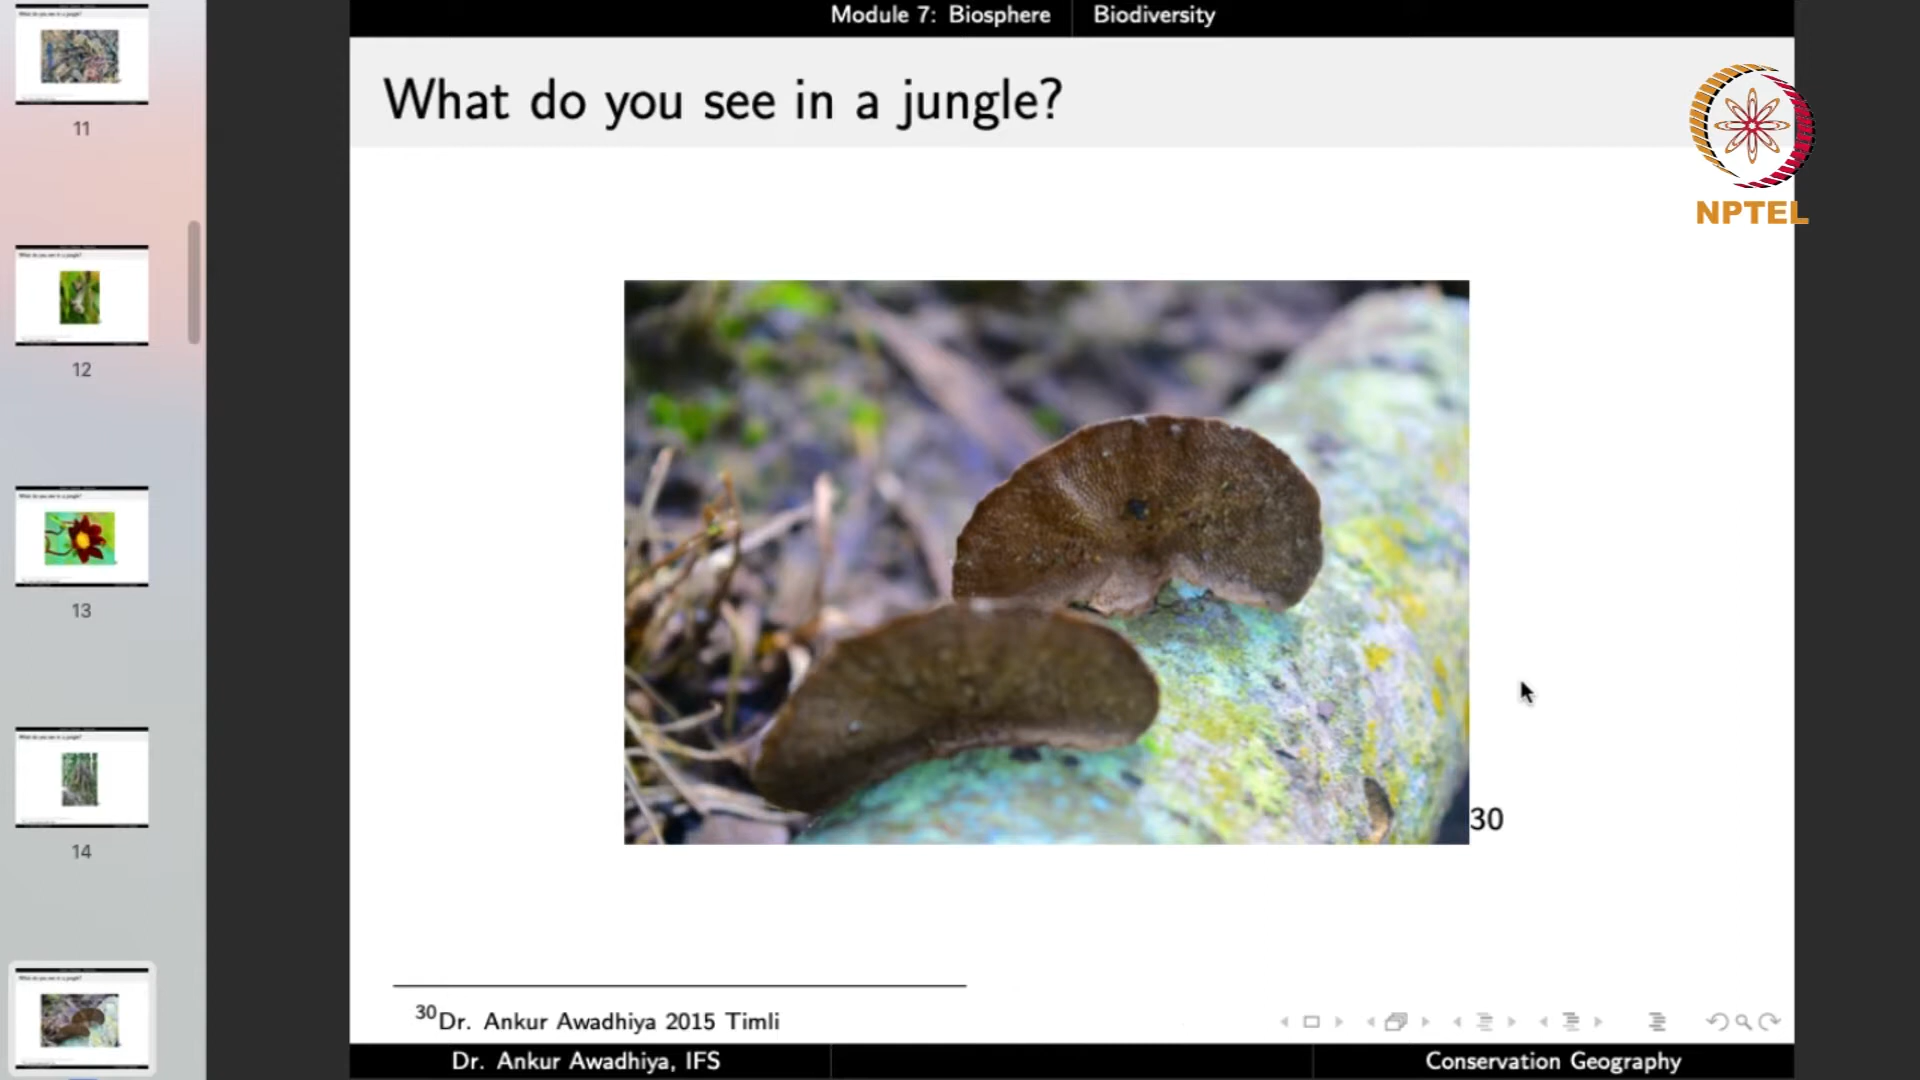 Module 7: Biosphere Biodiversity
What do you see in a jungle?
NPTEL
11
12
13
14
30
30Dr. Ankur Awadhiya 2015 Timli
Dr. Ankur Awadhiya, IFS
Conservation Geography